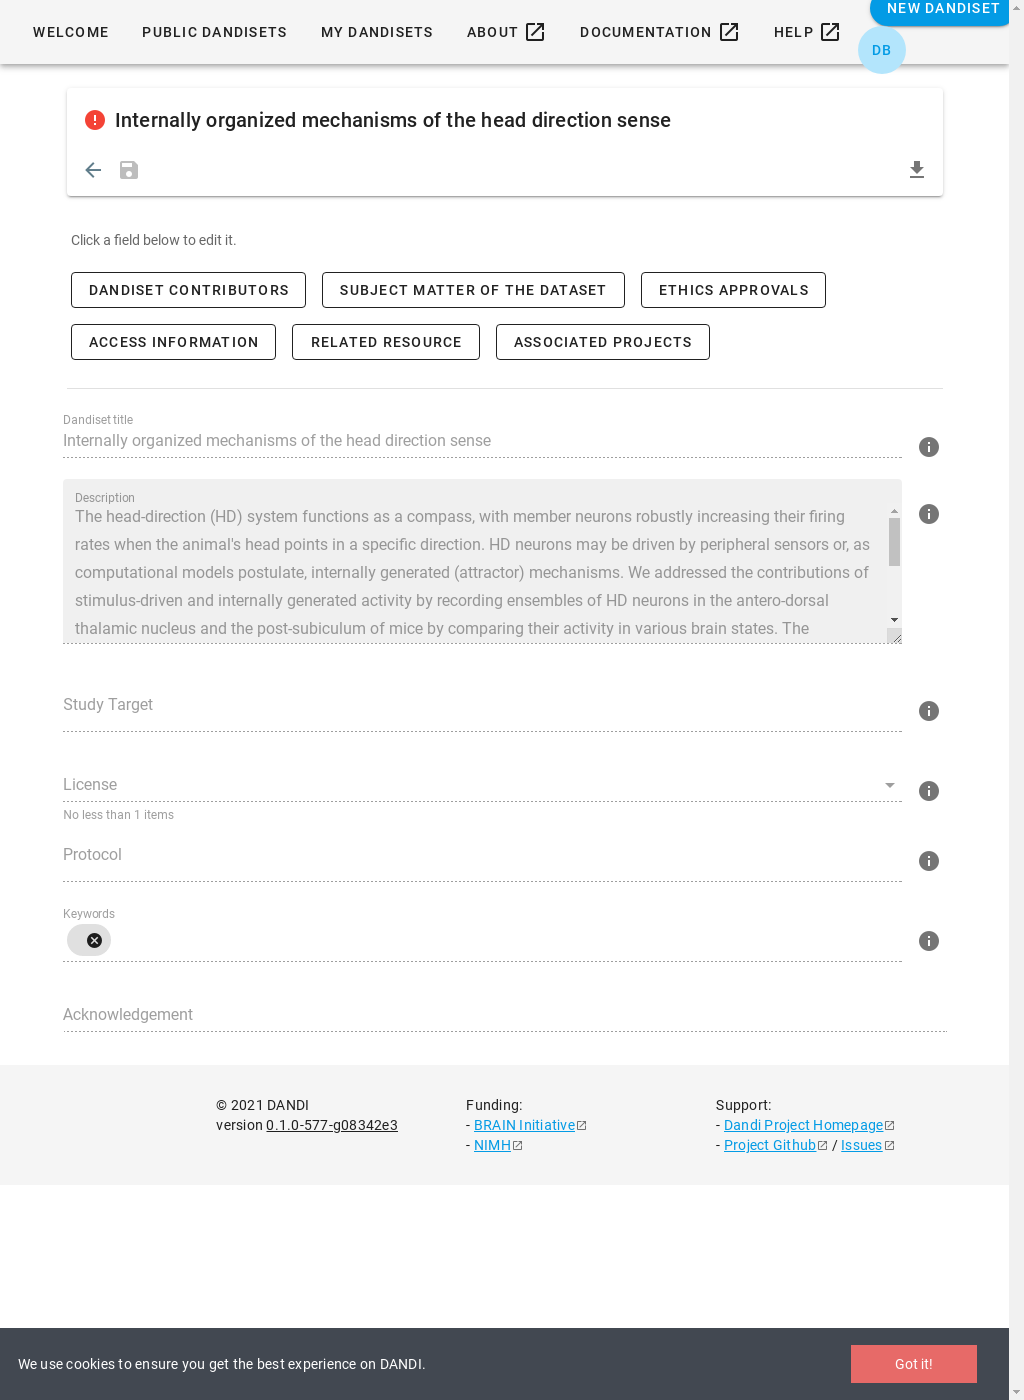 WELCOME PUBLIC DANDISETS MY DANDISETS ABOUT DOCUMENTATION HELP NEW DANDISET
DB
Internally organized mechanisms of the head direction sense
Click a field below to edit it.
DANDISET CONTRIBUTORS SUBJECT MATTER OF THE DATASET ETHICS APPROVALS
ACCESS INFORMATION RELATED RESOURCE ASSOCIATED PROJECTS
Dandiset title
Internally organized mechanisms of the head direction sense
Description
The head-direction (HD) system functions as a compass, with member neurons robustly increasing their firing
rates when the animal's head points in a specific direction. HD neurons may be driven by peripheral sensors or, as
computational models postulate, internally generated (attractor) mechanisms. We addressed the contributions of
stimulus-driven and internally generated activity by recording ensembles of HD neurons in the antero-dorsal
thalamic nucleus and the post-subiculum of mice by comparing their activity in various brain states. The
Study Target
License
No less than 1 items
Protocol
Keywords
Acknowledgement
© 2021 DANDI
version 0.1.0-577-g08342e3
Funding:
- BRAIN Initiative
- NIMH
Support:
- Dandi Project Homepage
- Project Github / Issues
We use cookies to ensure you get the best experience on DANDI.
Got it!